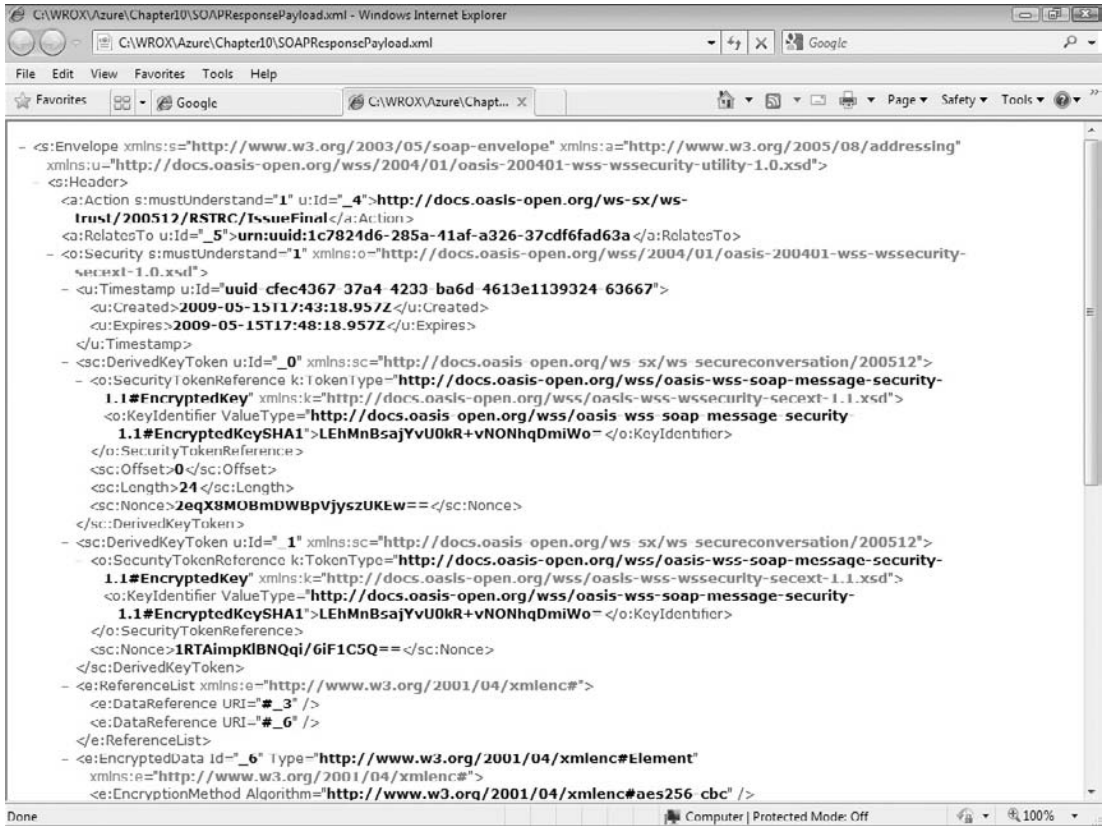 C:\WROX\Azure\Chapter10\SOAPResponsePayload.xml - Windows Internet Explorer
C:\WROX\Azure\Chapter10\SOAPResponsePayload.xml
Google
File Edit View Favorites Tools Help
Favorites Google C:\WROX\Azure\Chapt... Page Safety Tools
- <s:Envelope xmlns:s="http://www.w3.org/2003/05/soap-envelope" xmlns:a="http://www.w3.org/2005/08/addressing"
xmlns:u="http://docs.oasis-open.org/wss/2004/01/oasis-200401-wss-wssecurity-utility-1.0.xsd">
- <s:Header>
<a:Action s:mustUnderstand="1" u:Id="_4">http://docs.oasis-open.org/ws-sx/ws-
trust/200512/RSTRC/IssueFinal</a:Action>
<a:RelatesTo u:Id="_5">urn:uuid:1c7824d6-285a-41af-a326-37cdf6fad63a</a:RelatesTo>
- <o:Security s:mustUnderstand="1" xmlns:o="http://docs.oasis-open.org/wss/2004/01/oasis-200401-wss-wssecurity-
secext-1.0.xsd">
- <u:Timestamp u:Id="uuid-cfec4367-37a4-4233-ba6d-4613e1139324-63667">
<u:Created>2009-05-15T17:43:18.957Z</u:Created>
<u:Expires>2009-05-15T17:48:18.957Z</u:Expires>
</u:Timestamp>
- <sc:DerivedKeyToken u:Id="_0" xmlns:sc="http://docs.oasis-open.org/ws-sx/ws-secureconversation/200512">
- <o:SecurityTokenReference k:TokenType="http://docs.oasis-open.org/wss/oasis-wss-soap-message-security-
1.1#EncryptedKey" xmlns:k="http://docs.oasis-open.org/wss/oasis-wss-wssecurity-secext-1.1.xsd">
<o:KeyIdentifier ValueType="http://docs.oasis-open.org/wss/oasis-wss-soap-message-security-
1.1#EncryptedKeySHA1">LEhMnBsajYvU0kR+vNONhqDmiWo=</o:KeyIdentifier>
</o:SecurityTokenReference>
<sc:Offset>0</sc:Offset>
<sc:Length>24</sc:Length>
<sc:Nonce>2eqX8MOBmDWBpVjyszUKEw==</sc:Nonce>
</sc:DerivedKeyToken>
- <sc:DerivedKeyToken u:Id="_1" xmlns:sc="http://docs.oasis-open.org/ws-sx/ws-secureconversation/200512">
- <o:SecurityTokenReference k:TokenType="http://docs.oasis-open.org/wss/oasis-wss-soap-message-security-
1.1#EncryptedKey" xmlns:k="http://docs.oasis-open.org/wss/oasis-wss-wssecurity-secext-1.1.xsd">
<o:KeyIdentifier ValueType="http://docs.oasis-open.org/wss/oasis-wss-soap-message-security-
1.1#EncryptedKeySHA1">LEhMnBsajYvU0kR+vNONhqDmiWo=</o:KeyIdentifier>
</o:SecurityTokenReference>
<sc:Nonce>1RTAimpKlBNQqi/6iF1C5Q==</sc:Nonce>
</sc:DerivedKeyToken>
- <e:ReferenceList xmlns:e="http://www.w3.org/2001/04/xmlenc#">
<e:DataReference URI="#_3" />
<e:DataReference URI="#_6" />
</e:ReferenceList>
- <e:EncryptedData Id="_6" Type="http://www.w3.org/2001/04/xmlenc#Element"
xmlns:e="http://www.w3.org/2001/04/xmlenc#">
<e:EncryptionMethod Algorithm="http://www.w3.org/2001/04/xmlenc#aes256-cbc" />
Done Computer | Protected Mode: Off 100%